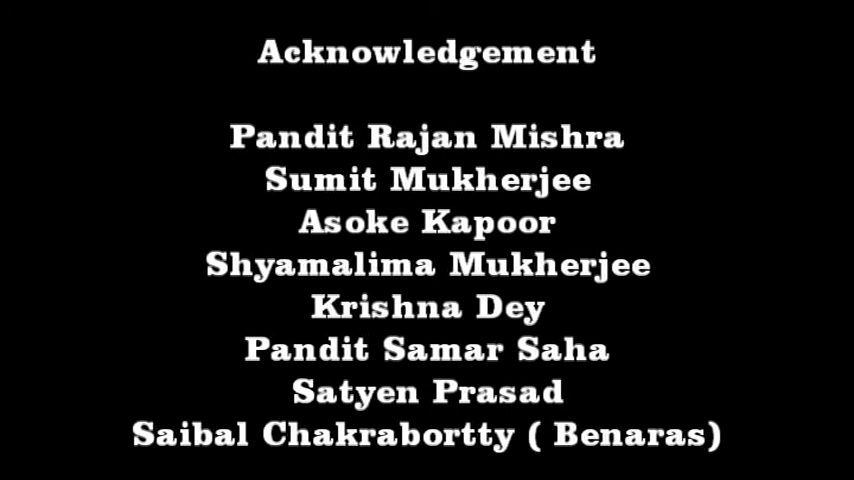 Acknowledgement
Pandit Rajan Mishra
Sumit Mukherjee
Asoke Kapoor
Shyamalima Mukherjee
Krishna Dey
Pandit Samar Saha
Satyen Prasad
Saibal Chakrabortty ( Benaras)